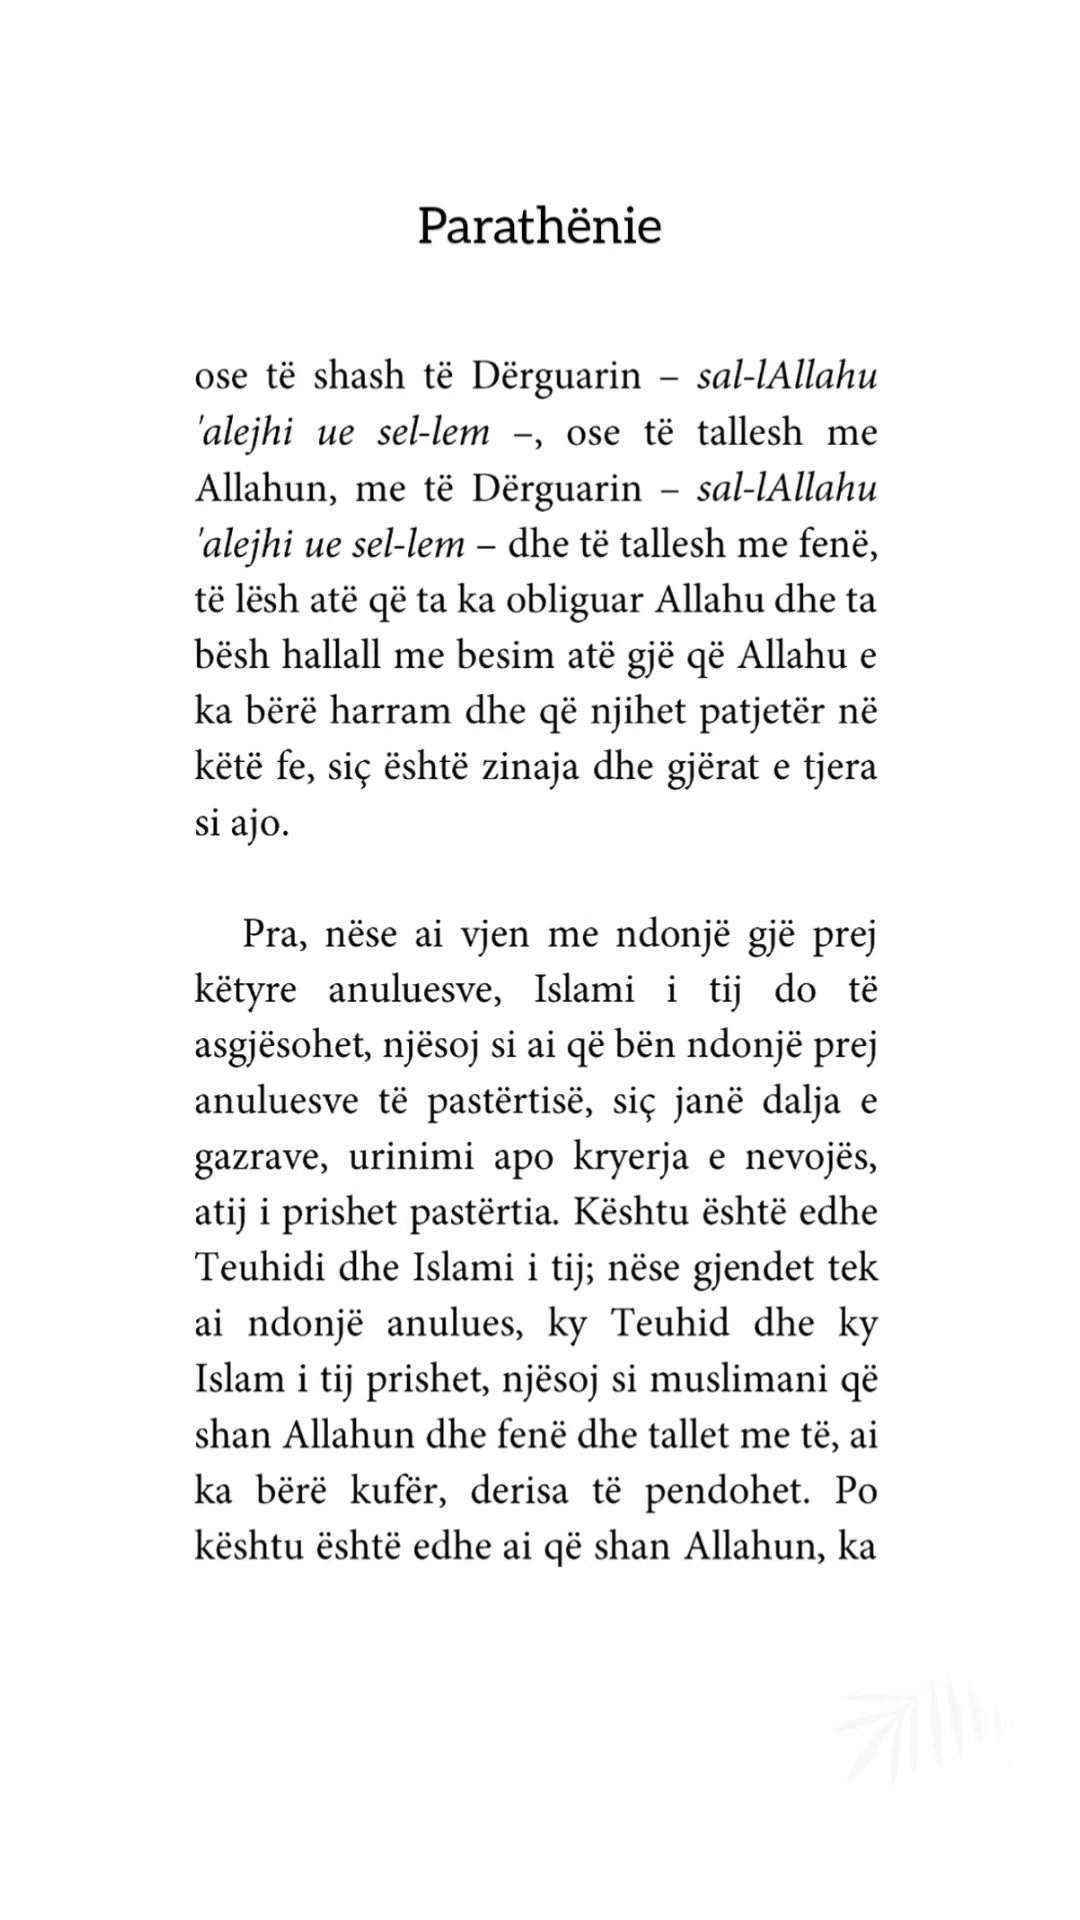 Parathënie
ose të shash të Dërguarin – sal-lAllahu
'alejhi ue sel-lem –, ose të tallesh me
Allahun, me të Dërguarin – sal-lAllahu
'alejhi ue sel-lem – dhe të tallesh me fenë,
të lësh atë që ta ka obliguar Allahu dhe ta
bësh hallall me besim atë gjë që Allahu e
ka bërë harram dhe që njihet patjetër në
këtë fe, siç është zinaja dhe gjërat e tjera
si ajo.
Pra, nëse ai vjen me ndonjë gjë prej
këtyre anuluesve, Islami i tij do të
asgjësohet, njësoj si ai që bën ndonjë prej
anuluesve të pastërtisë, siç janë dalja e
gazrave, urinimi apo kryerja e nevojës,
atij i prishet pastërtia. Kështu është edhe
Teuhidi dhe Islami i tij; nëse gjendet tek
ai ndonjë anulues, ky Teuhid dhe ky
Islam i tij prishet, njësoj si muslimani që
shan Allahun dhe fenë dhe tallet me të, ai
ka bërë kufër, derisa të pendohet. Po
kështu është edhe ai që shan Allahun, ka